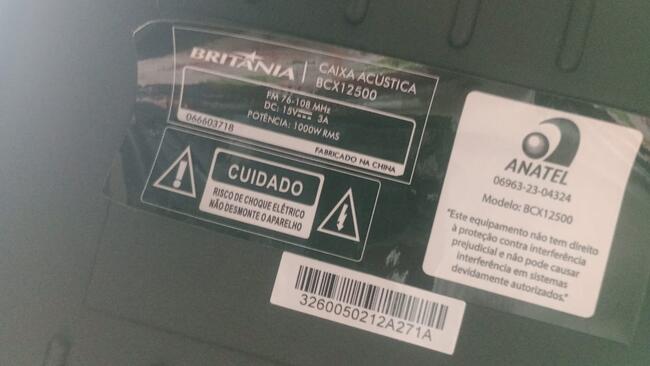 BRITÂNIA
CAIXA ACÚSTICA
BCX12500
FM 76-108 MHz
DC: 15V 3A
POTÊNCIA: 1000W RMS
066603718
FABRICADO NA CHINA
CUIDADO
RISCO DE CHOQUE ELÉTRICO
NÃO DESMONTE O APARELHO
ANATEL
06963-23-04324
Modelo: BCX12500
"Este equipamento não tem direito
à proteção contra interferência
prejudicial e não pode causar
interferência em sistemas
devidamente autorizados."
3260050212A271A